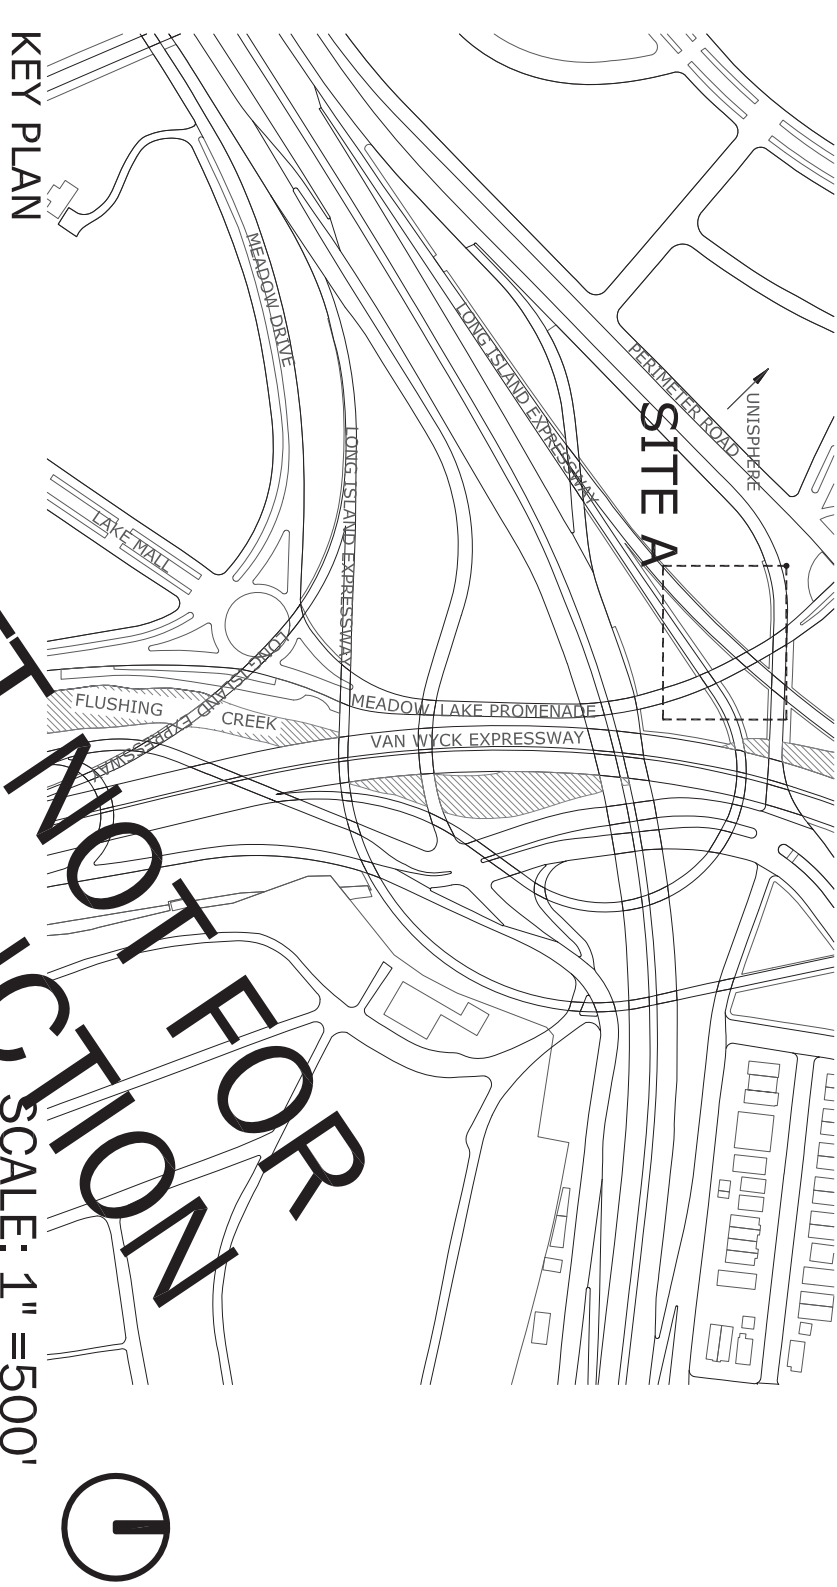 KEY PLAN
MEADOW DRIVE
LONG ISLAND EXPRESSWAY
PERIMETER ROAD
UNISPHERE
SITE A
LONG ISLAND EXPRESSWA
LAKE MALL
LONG ISLAND EXPRESSWAY
FLUSHING
CREEK
MEADOW LAKE PROMENADE
VAN WYCK EXPRESSWAY
T NOT FOR
CTION
SCALE: 1" =500'